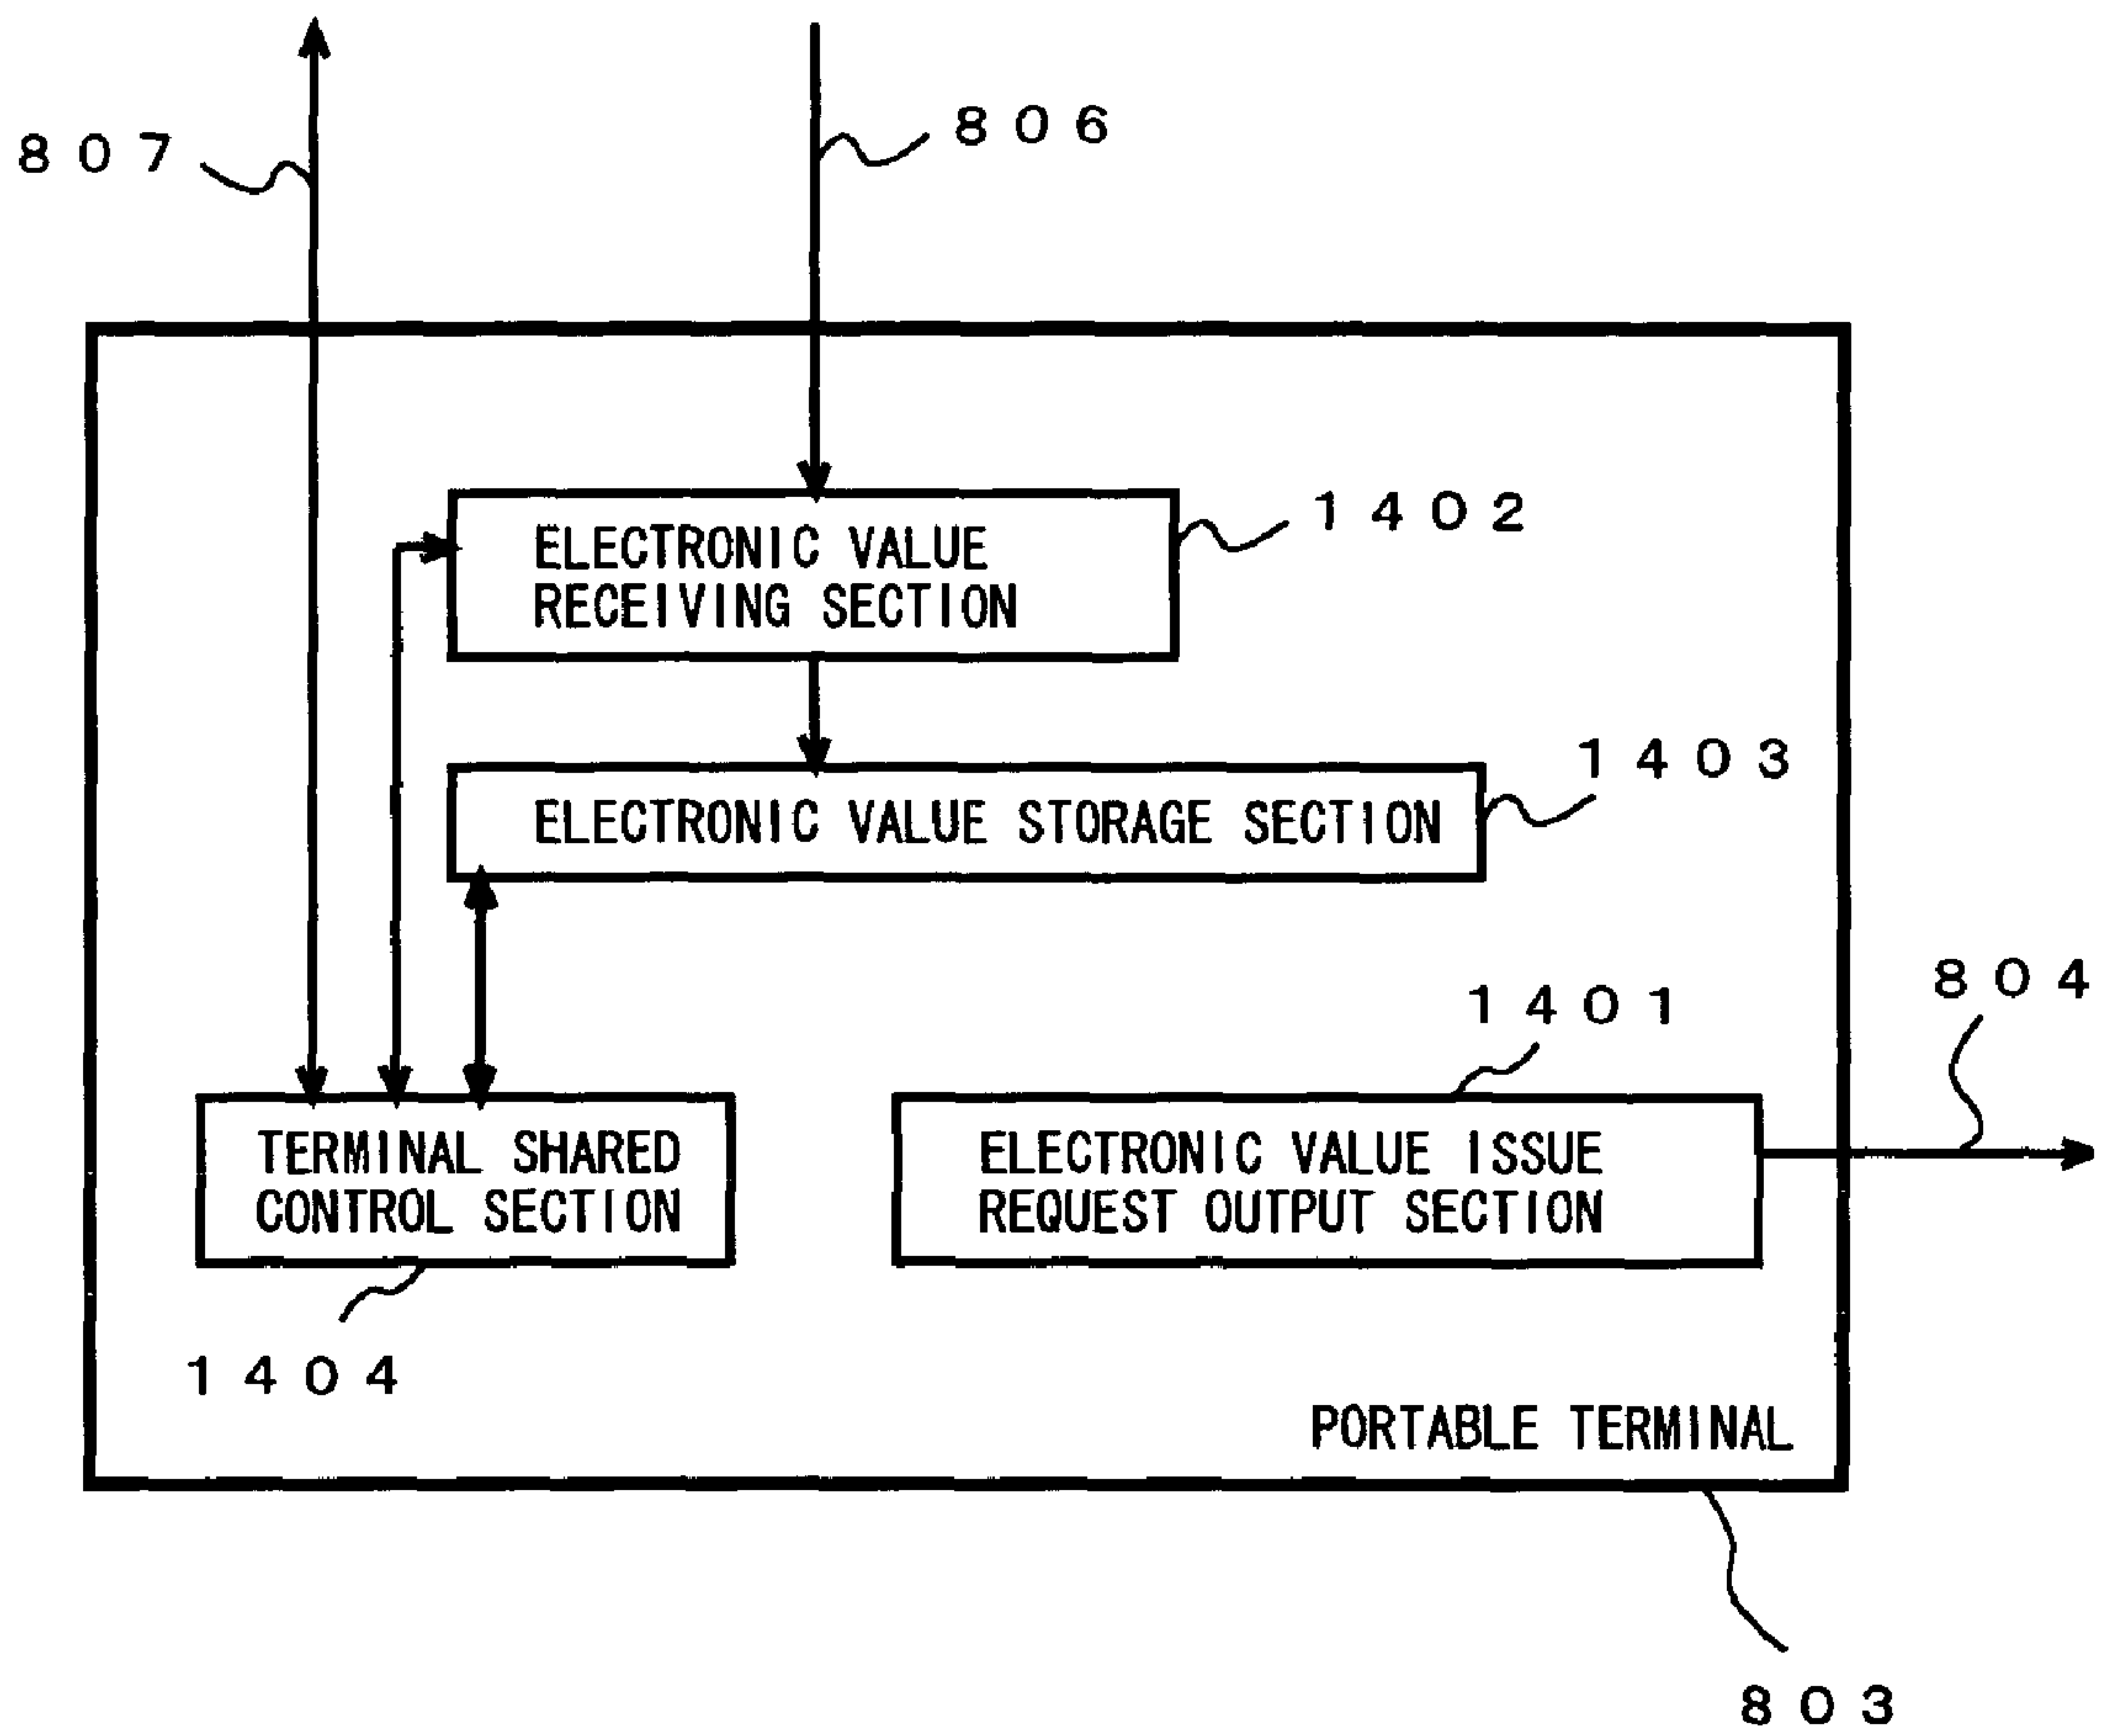 806
807
1402
ELECTRONIC VALUE
RECEIVING SECTION
1403
ELECTRONIC VALUE STORAGE SECTION
804
1401
TERMINAL SHARED
CONTROL SECTION
ELECTRONIC VALUE ISSUE
REQUEST OUTPUT SECTION
1404
PORTABLE TERMINAL
803